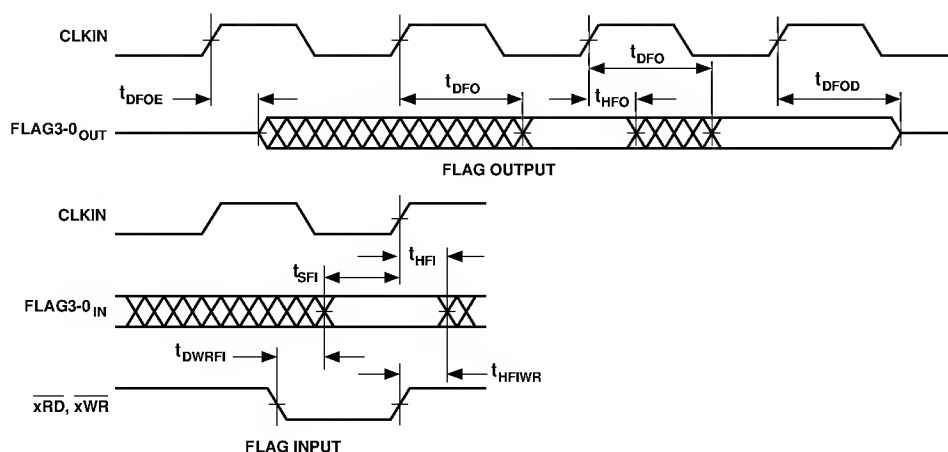 CLKIN
tDFOE
tDFO
tDFO
tHFO
tDFOD
FLAG3-0OUT
FLAG OUTPUT
CLKIN
tSFI
tHFI
FLAG3-0IN
tDWRFI
tHFIWR
xRD, xWR
FLAG INPUT